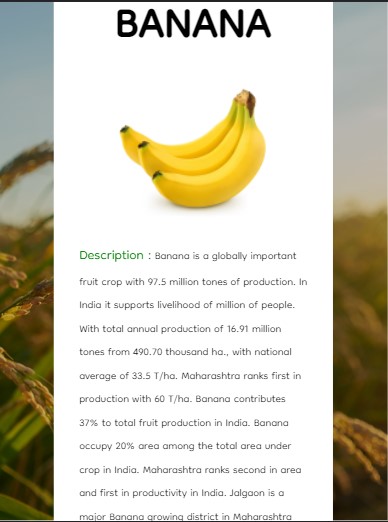 BANANA
Description : Banana is a globally important
fruit crop with 97.5 million tones of production. In
India it supports livelihood of million of people.
With total annual production of 16.91 million
tones from 490.70 thousand ha., with national
average of 33.5 T/ha. Maharashtra ranks first in
production with 60 T/ha. Banana contributes
37% to total fruit production in India. Banana
occupy 20% area among the total area under
crop in India. Maharashtra ranks second in area
and first in productivity in India. Jalgaon is a
major Banana growing district in Maharashtra